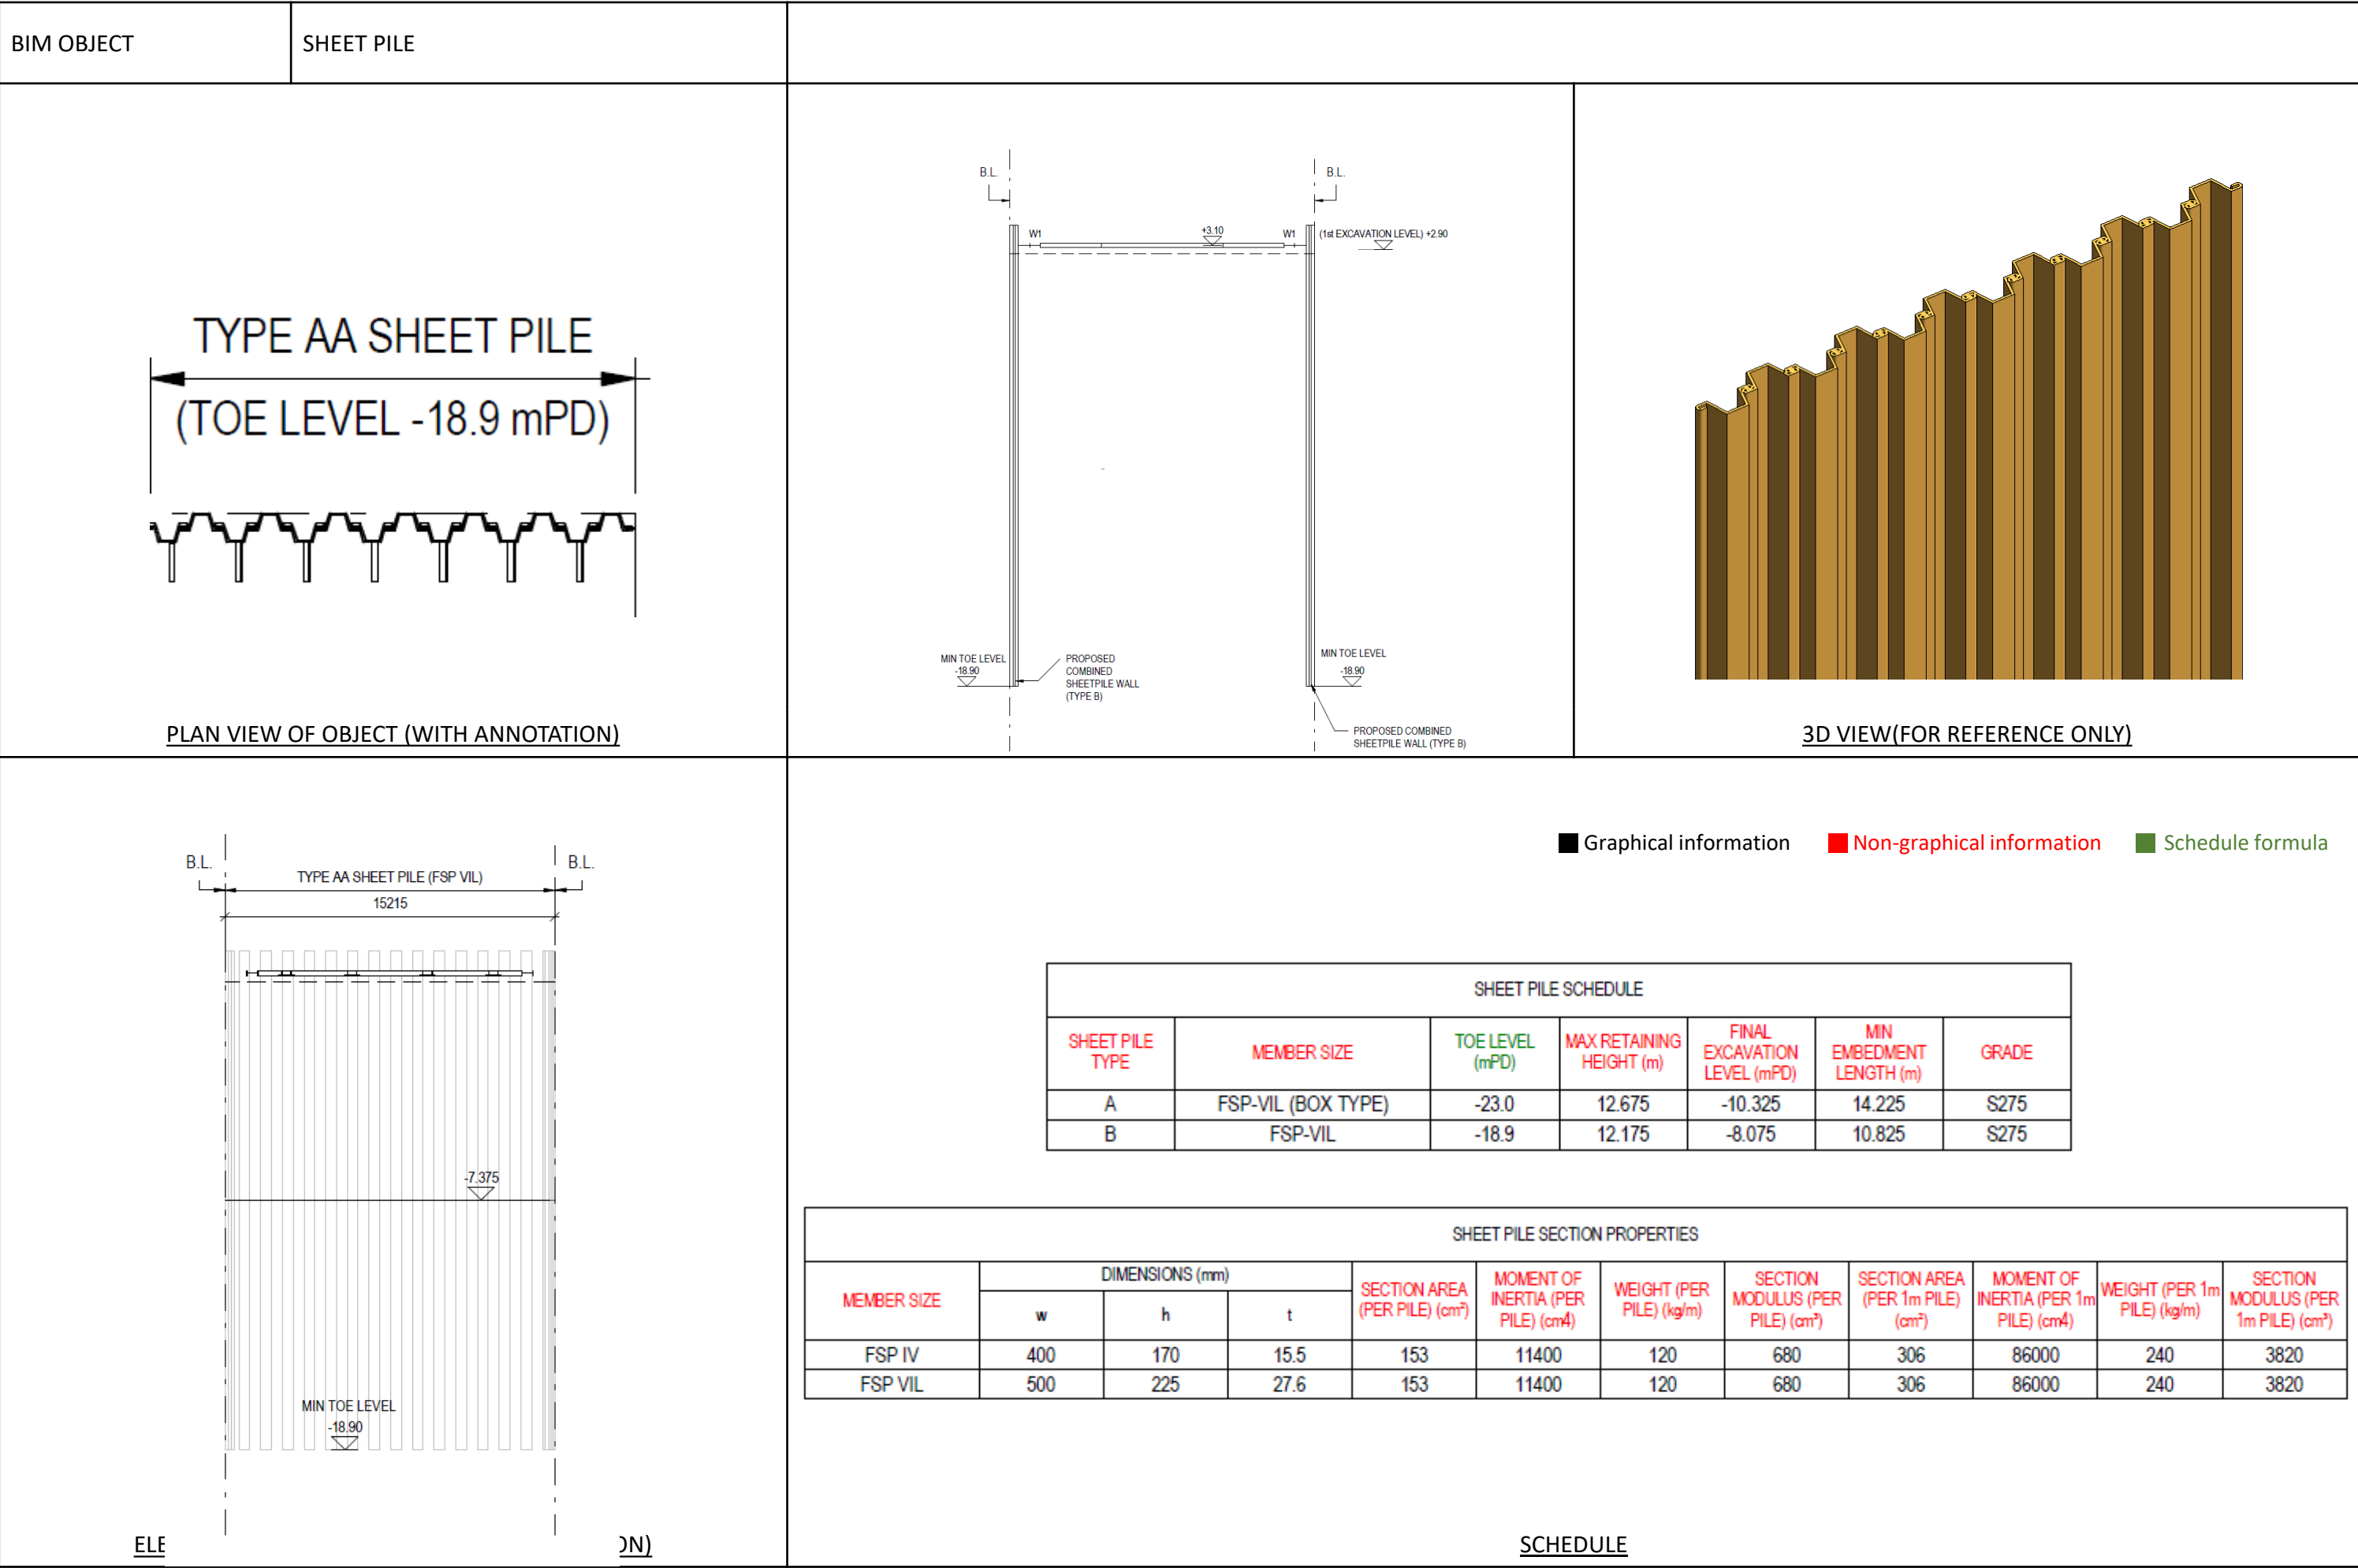 BIM OBJECT
SHEET PILE
TYPE AA SHEET PILE
(TOE LEVEL -18.9 mPD)
PLAN VIEW OF OBJECT (WITH ANNOTATION)
B.L.
B.L.
W1
+3.10
W1
(1st EXCAVATION LEVEL) +2.90
MIN TOE LEVEL
-18.90
PROPOSED
COMBINED
SHEETPILE WALL
(TYPE B)
MIN TOE LEVEL
-18.90
PROPOSED COMBINED
SHEETPILE WALL (TYPE B)
3D VIEW(FOR REFERENCE ONLY)
B.L.
B.L.
TYPE AA SHEET PILE (FSP VIL)
15215
-7.375
MIN TOE LEVEL
-18.90
ELE
ON)
Graphical information
Non-graphical information
Schedule formula
SHEET PILE SCHEDULE
SHEET PILE TYPE
MEMBER SIZE
TOE LEVEL (mPD)
MAX RETAINING HEIGHT (m)
FINAL EXCAVATION LEVEL (mPD)
MIN EMBEDMENT LENGTH (m)
GRADE
A FSP-VIL (BOX TYPE) -23.0 12.675 -10.325 14.225 S275
B FSP-VIL -18.9 12.175 -8.075 10.825 S275
SHEET PILE SECTION PROPERTIES
MEMBER SIZE
DIMENSIONS (mm)
w h t
SECTION AREA (PER PILE) (cm²)
MOMENT OF INERTIA (PER PILE) (cm4)
WEIGHT (PER PILE) (kg/m)
SECTION MODULUS (PER PILE) (cm³)
SECTION AREA (PER 1m PILE) (cm²)
MOMENT OF INERTIA (PER 1m PILE) (cm4)
WEIGHT (PER 1m PILE) (kg/m)
SECTION MODULUS (PER 1m PILE) (cm³)
FSP IV 400 170 15.5 153 11400 120 680 306 86000 240 3820
FSP VIL 500 225 27.6 153 11400 120 680 306 86000 240 3820
SCHEDULE